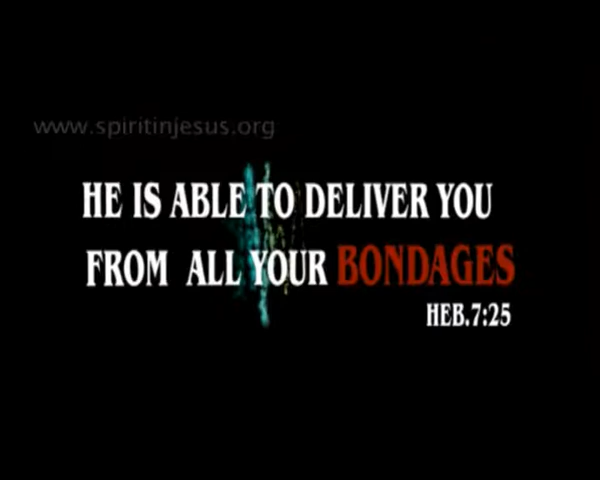 www.spiritinjesus.org
HE IS ABLE TO DELIVER YOU
FROM ALL YOUR BONDAGES
HEB.7:25